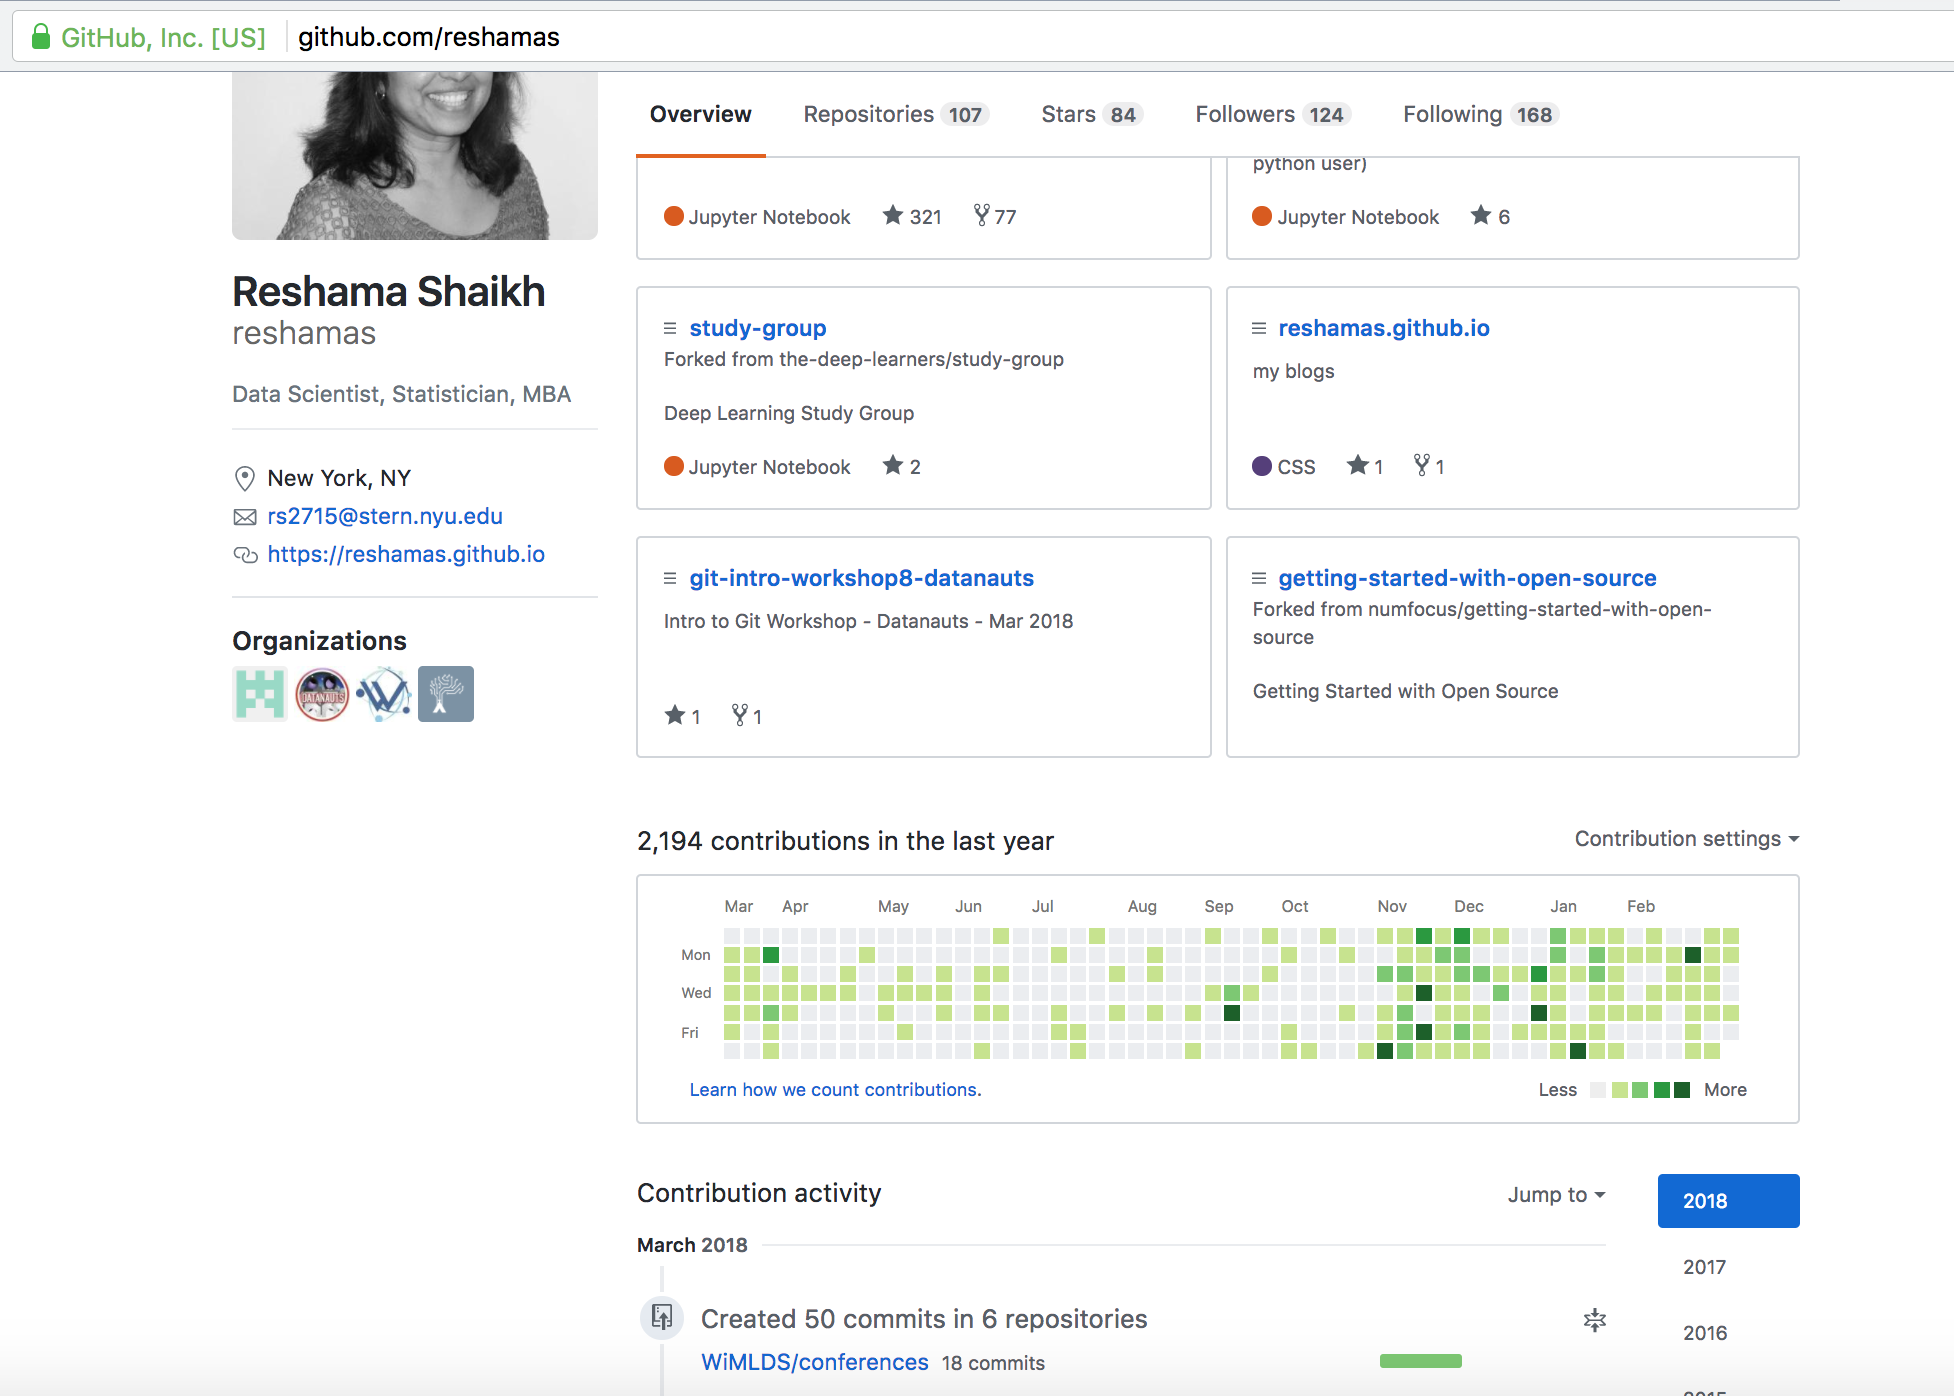 GitHub, Inc. [US] github.com/reshamas
Overview Repositories 107 Stars 84 Followers 124 Following 168
python user)
Jupyter Notebook 321 77
Jupyter Notebook 6
Reshama Shaikh
reshamas
Data Scientist, Statistician, MBA
New York, NY
rs2715@stern.nyu.edu
https://reshamas.github.io
Organizations
DATANAUTS
W
study-group
Forked from the-deep-learners/study-group
Deep Learning Study Group
Jupyter Notebook 2
reshamas.github.io
my blogs
CSS 1 1
git-intro-workshop8-datanauts
Intro to Git Workshop - Datanauts - Mar 2018
1 1
getting-started-with-open-source
Forked from numfocus/getting-started-with-open-
source
Getting Started with Open Source
2,194 contributions in the last year
Contribution settings
Mar Apr May Jun Jul Aug Sep Oct Nov Dec Jan Feb
Mon
Wed
Fri
Learn how we count contributions.
Less More
Contribution activity
Jump to
2018
2017
2016
2015
March 2018
Created 50 commits in 6 repositories
WiMLDS/conferences 18 commits